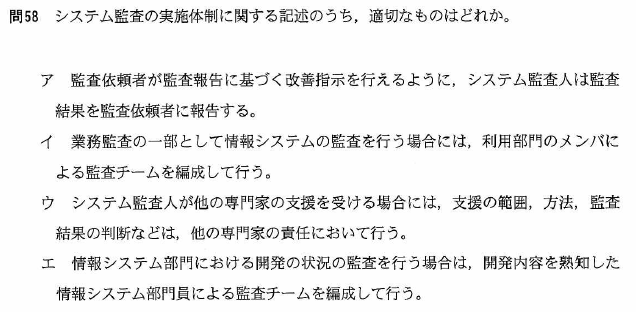 問58 システム監査の実施体制に関する記述のうち，適切なものはどれか。
ア 監査依頼者が監査報告に基づく改善指示を行えるように，システム監査人は監査
結果を監査依頼者に報告する。
イ 業務監査の一部として情報システムの監査を行う場合には，利用部門のメンバに
よる監査チームを編成して行う。
ウ システム監査人が他の専門家の支援を受ける場合には，支援の範囲，方法，監査
結果の判断などは，他の専門家の責任において行う。
エ 情報システム部門における開発の状況の監査を行う場合は，開発内容を熟知した
情報システム部門員による監査チームを編成して行う。